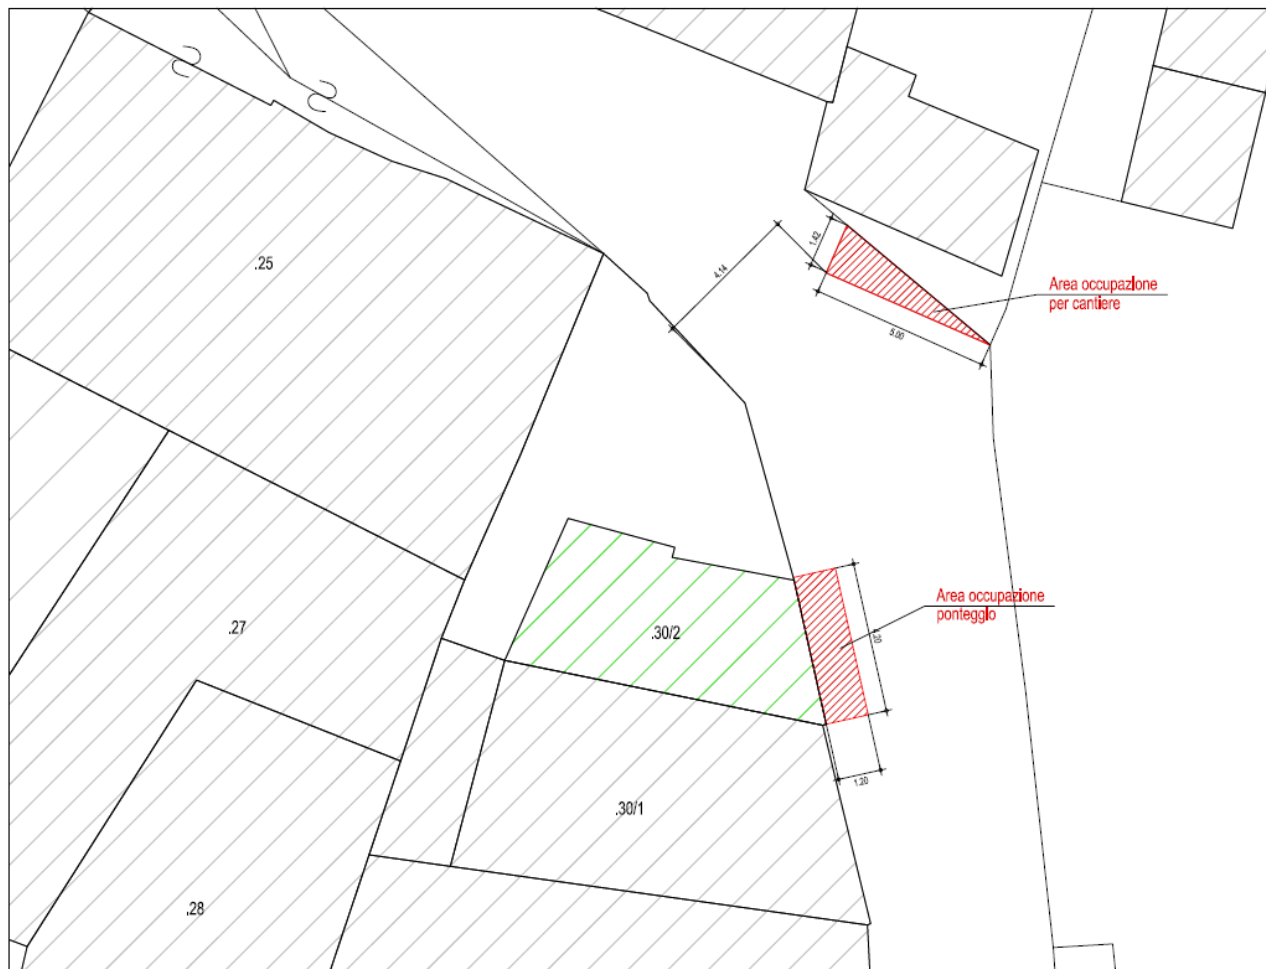 .25
4.14
1.42
5.00
Area occupazione
per cantiere
.27
.30/2
Area occupazione
ponteggio
4.20
1.20
.30/1
.28